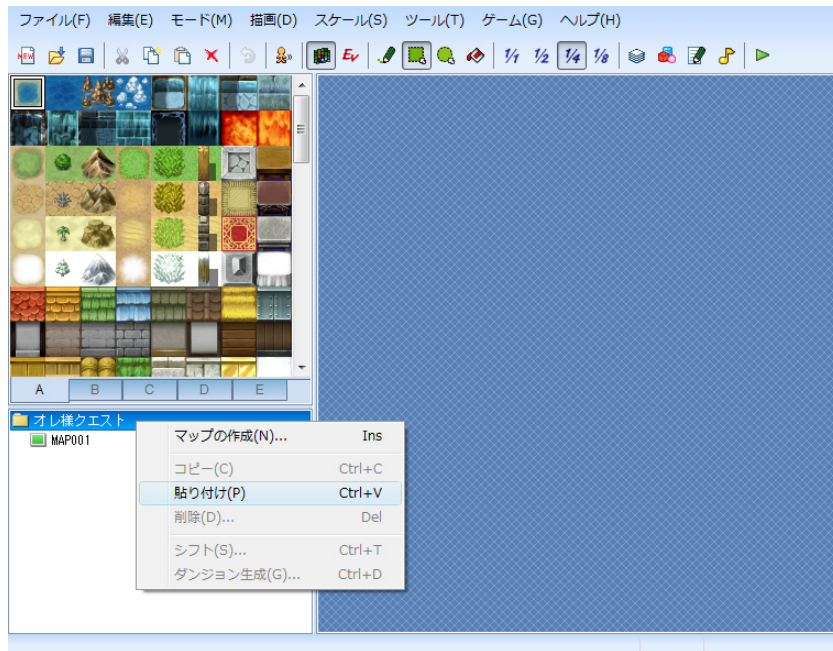 ファイル(F) 編集(E) モード(M) 描画(D) スケール(S) ツール(T) ゲーム(G) ヘルプ(H)
NEW Ev 1/1 1/2 1/4 1/8
A B C D E
オレ様クエスト
MAP001
マップの作成(N)... Ins
コピー(C) Ctrl+C
貼り付け(P) Ctrl+V
削除(D)... Del
シフト(S)... Ctrl+T
ダンジョン生成(G)... Ctrl+D